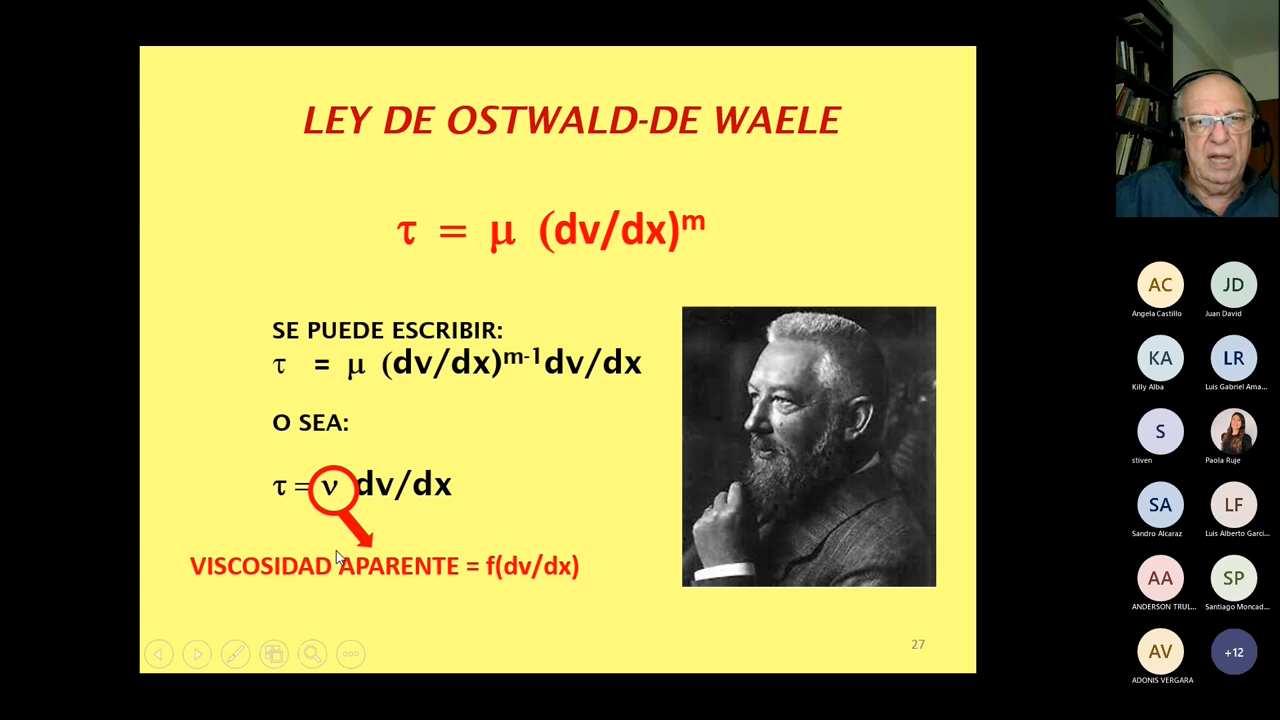 LEY DE OSTWALD-DE WAELE
τ = μ (dv/dx)ᵐ
SE PUEDE ESCRIBIR:
τ = μ (dv/dx)ᵐ⁻¹dv/dx
O SEA:
τ = ν dv/dx
VISCOSIDAD APARENTE = f(dv/dx)
27
AC
Angela Castillo
JD
Juan David
KA
Killy Alba
LR
Luis Gabriel Ama...
S
stiven
Paola Ruje
SA
Sandro Alcaraz
LF
Luis Alberto Garci...
AA
ANDERSON TRUL...
SP
Santiago Moncad...
AV
ADONIS VERGARA
+12